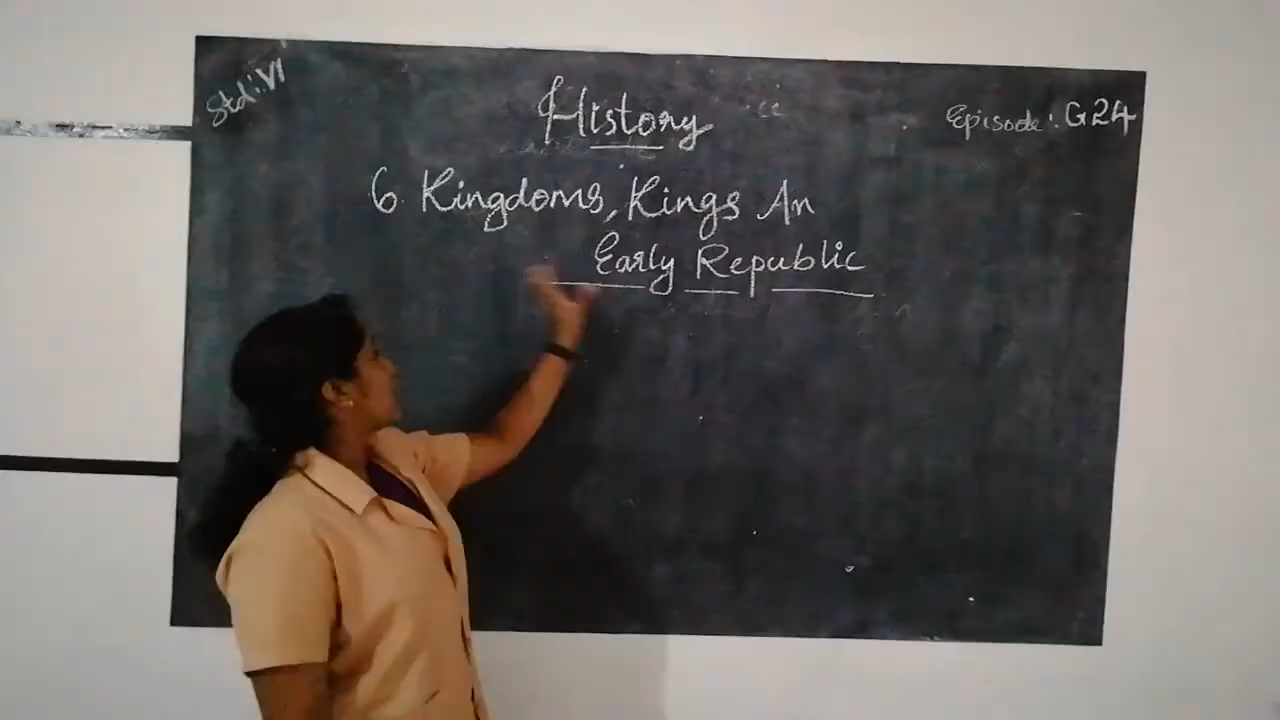 Std: VI
History
Episode: G24
6. Kingdoms, Kings An
Early Republic